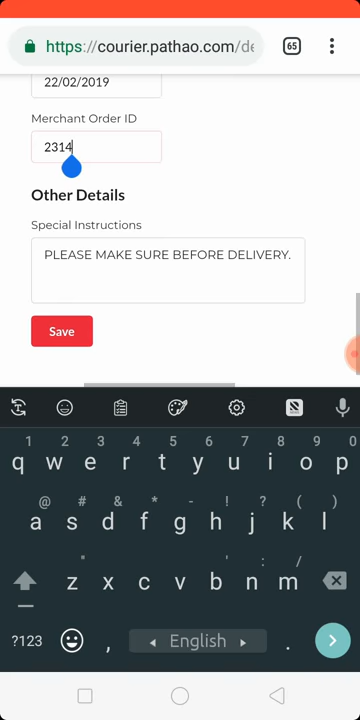 https://courier.pathao.com/de
65
22/02/2019
Merchant Order ID
2314
Other Details
Special Instructions
PLEASE MAKE SURE BEFORE DELIVERY.
Save
1 2 3 4 5 6 7 8 9 0
q w e r t y u i o p
@ # & * - ! ? ( )
a s d f g h j k l
" ' : /
z x c v b n m
?123 , English .